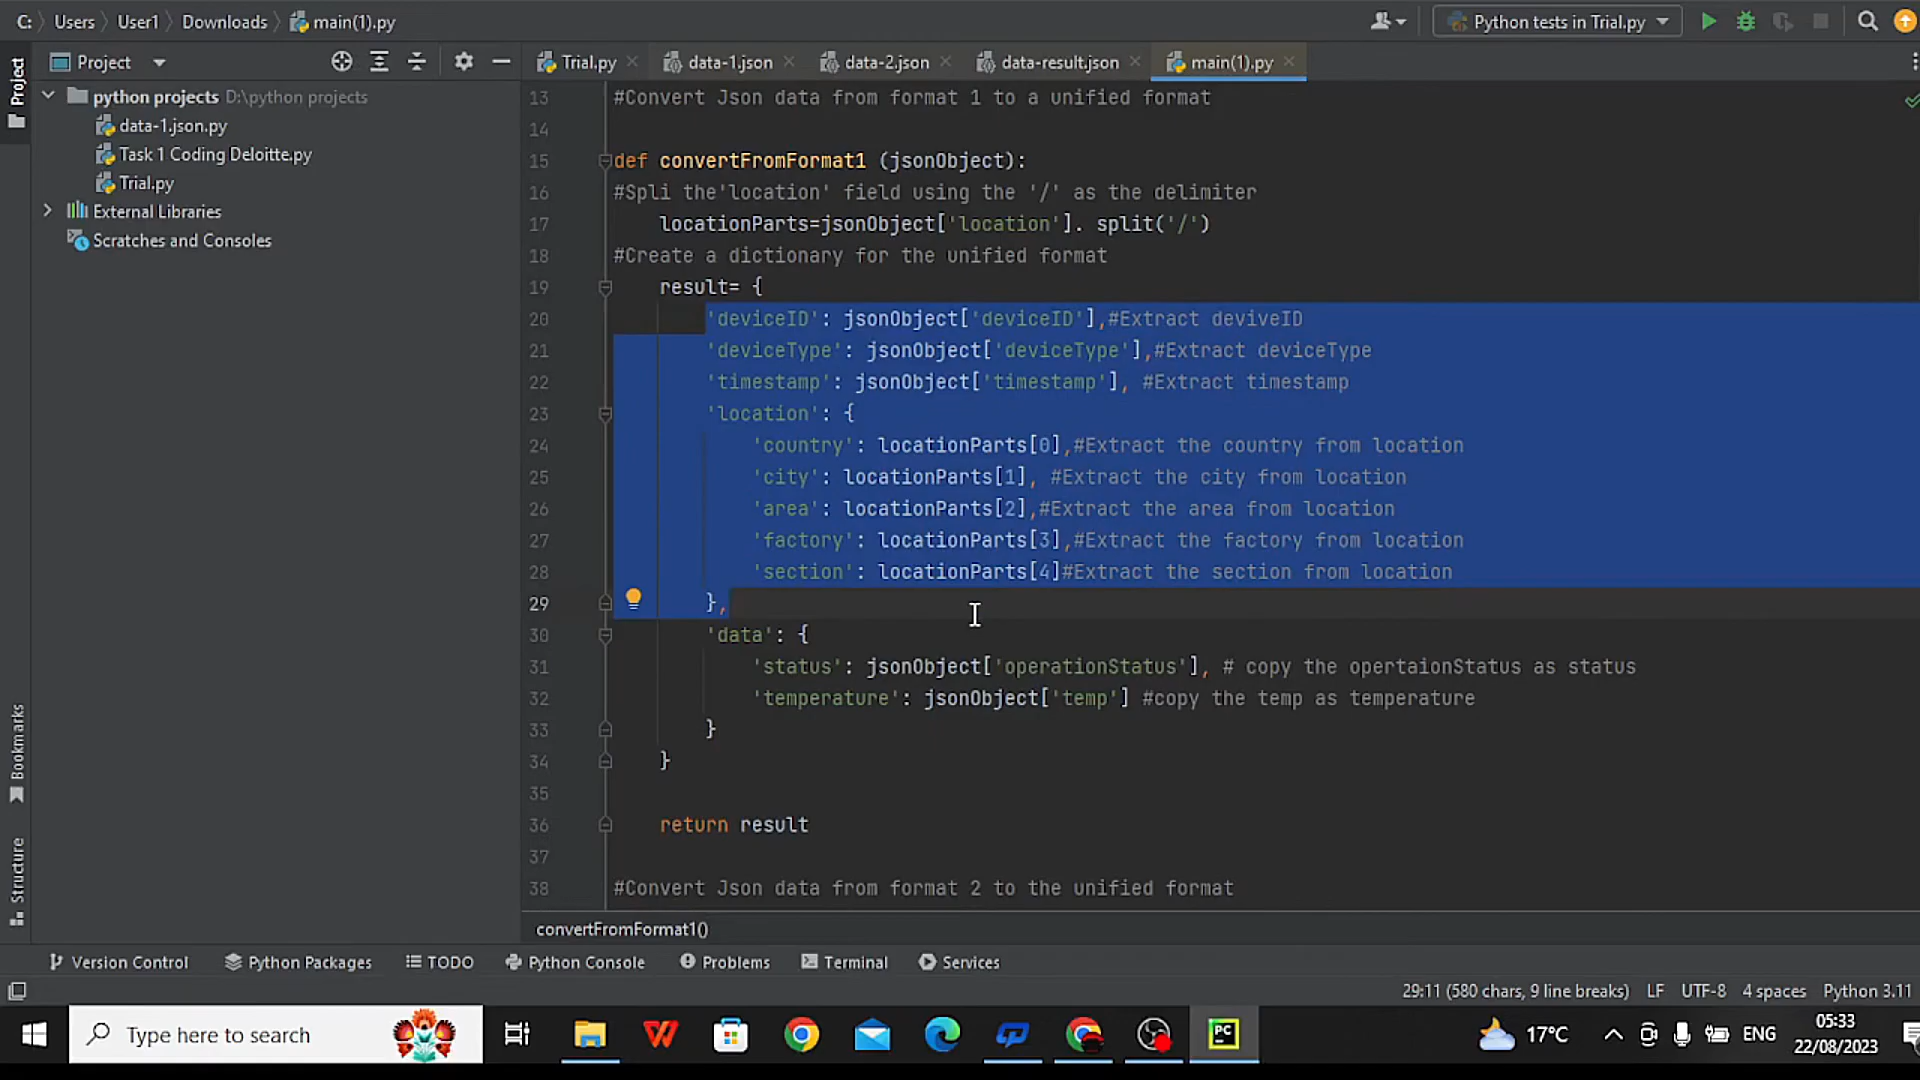 C: Users User1 Downloads main(1).py
Python tests in Trial.py
Project
Project
Trial.py
data-1.json
data-2.json
data-result.json
main(1).py
python projects D:\python projects
data-1.json.py
Task 1 Coding Deloitte.py
Trial.py
External Libraries
Scratches and Consoles
13 #Convert Json data from format 1 to a unified format
14
15 def convertFromFormat1 (jsonObject):
16 #Spli the'location' field using the '/' as the delimiter
17 locationParts=jsonObject['location']. split('/')
18 #Create a dictionary for the unified format
19 result= {
20 'deviceID': jsonObject['deviceID'],#Extract deviveID
21 'deviceType': jsonObject['deviceType'],#Extract deviceType
22 'timestamp': jsonObject['timestamp'], #Extract timestamp
23 'location': {
24 'country': locationParts[0],#Extract the country from location
25 'city': locationParts[1], #Extract the city from location
26 'area': locationParts[2],#Extract the area from location
27 'factory': locationParts[3],#Extract the factory from location
28 'section': locationParts[4]#Extract the section from location
29 },
30 'data': {
31 'status': jsonObject['operationStatus'], # copy the opertaionStatus as status
32 'temperature': jsonObject['temp'] #copy the temp as temperature
33 }
34 }
35
36 return result
37
38 #Convert Json data from format 2 to the unified format
convertFromFormat1()
Bookmarks
Structure
Version Control
Python Packages
TODO
Python Console
Problems
Terminal
Services
29:11 (580 chars, 9 line breaks) LF UTF-8 4 spaces Python 3.11
Type here to search
PC
17°C
ENG
05:33
22/08/2023